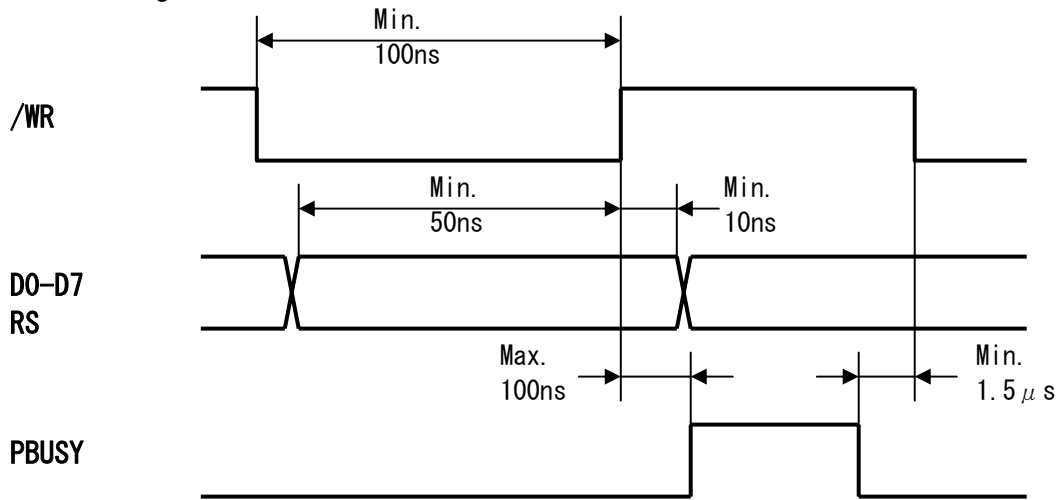 Min.
100ns
/WR
Min.
50ns
Min.
10ns
D0-D7
RS
Max.
100ns
Min.
1.5μs
PBUSY